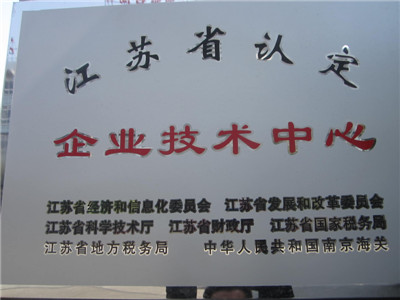 江苏省认定
企业技术中心
江苏省经济和信息化委员会 江苏省发展和改革委员会
江苏省科学技术厅 江苏省财政厅 江苏省国家税务局
江苏省地方税务局 中华人民共和国南京海关